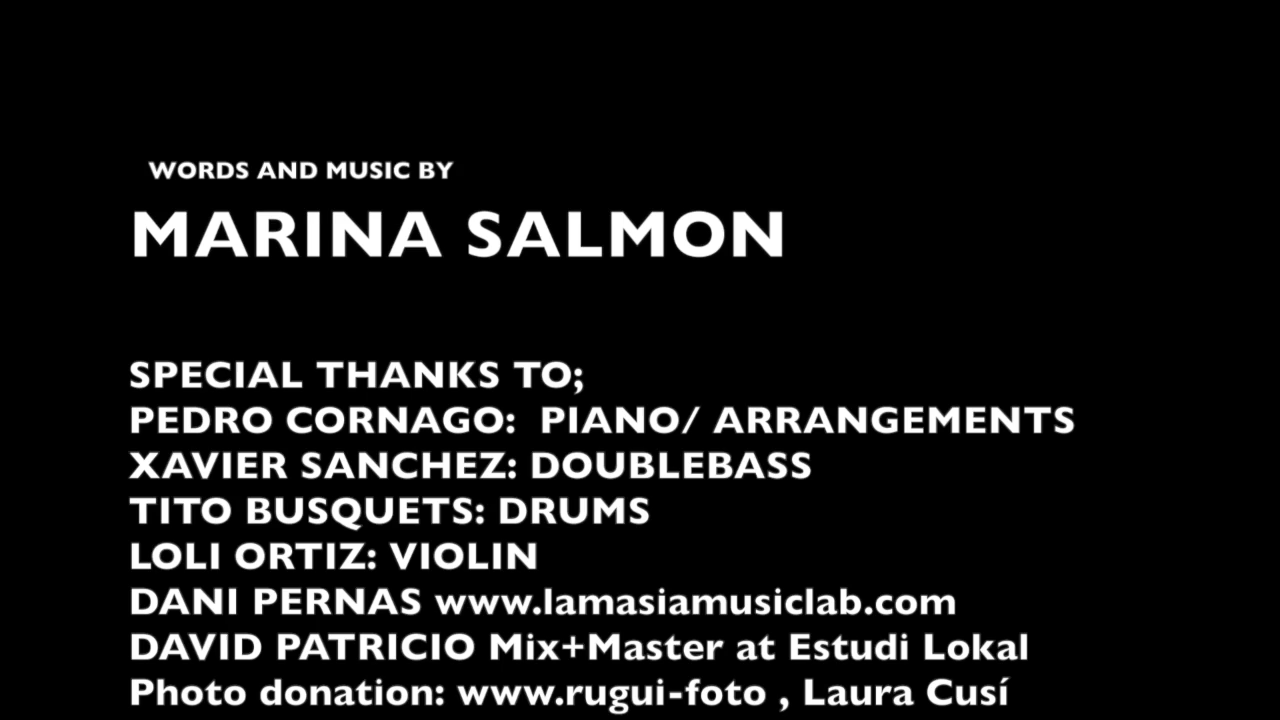 WORDS AND MUSIC BY
MARINA SALMON
SPECIAL THANKS TO;
PEDRO CORNAGO:  PIANO/ ARRANGEMENTS
XAVIER SANCHEZ: DOUBLEBASS
TITO BUSQUETS: DRUMS
LOLI ORTIZ: VIOLIN
DANI PERNAS www.lamasiamusiclab.com
DAVID PATRICIO Mix+Master at Estudi Lokal
Photo donation: www.rugui-foto , Laura Cusí